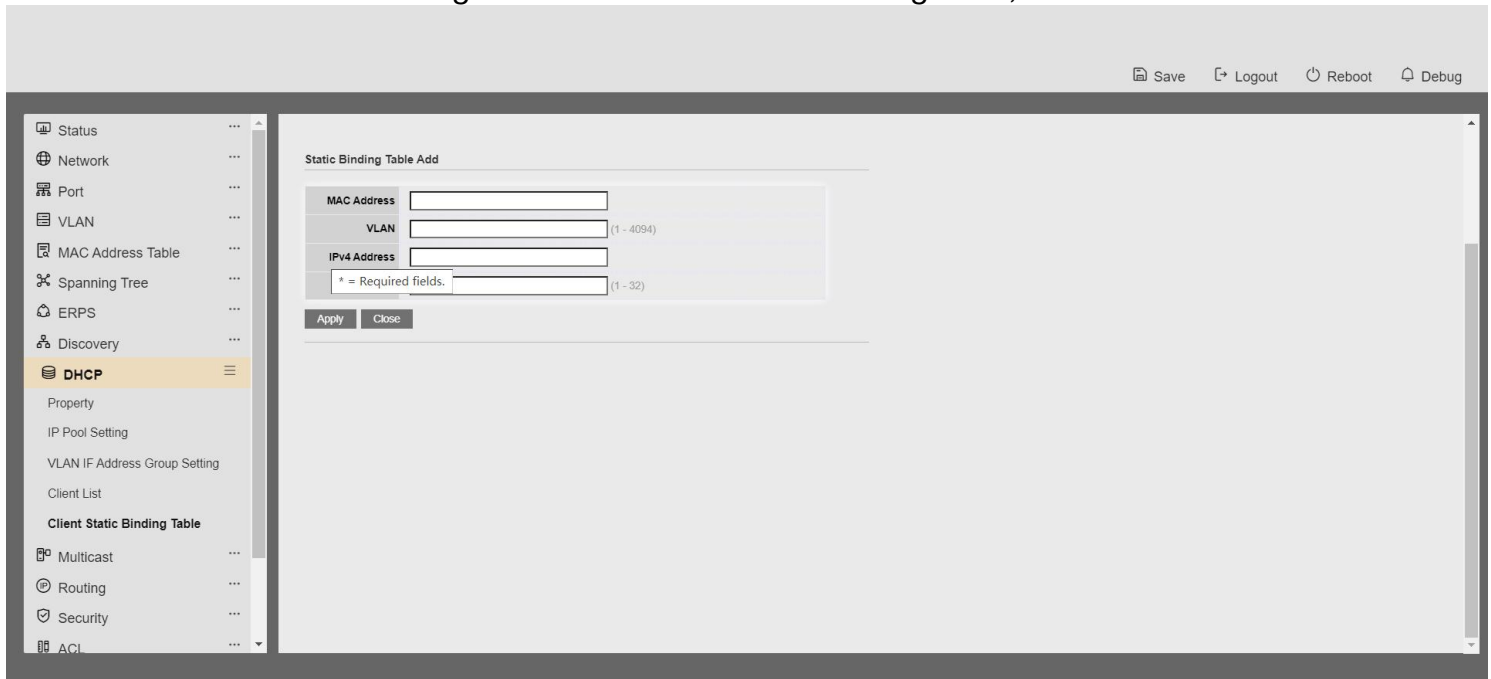 Save Logout Reboot Debug
Status ...
Network ...
Port ...
VLAN ...
MAC Address Table ...
Spanning Tree ...
ERPS ...
Discovery ...
DHCP
Property
IP Pool Setting
VLAN IF Address Group Setting
Client List
Client Static Binding Table
Multicast ...
Routing ...
Security ...
ACL ...
Static Binding Table Add
MAC Address
VLAN (1 - 4094)
IPv4 Address
* = Required fields.
(1 - 32)
Apply Close